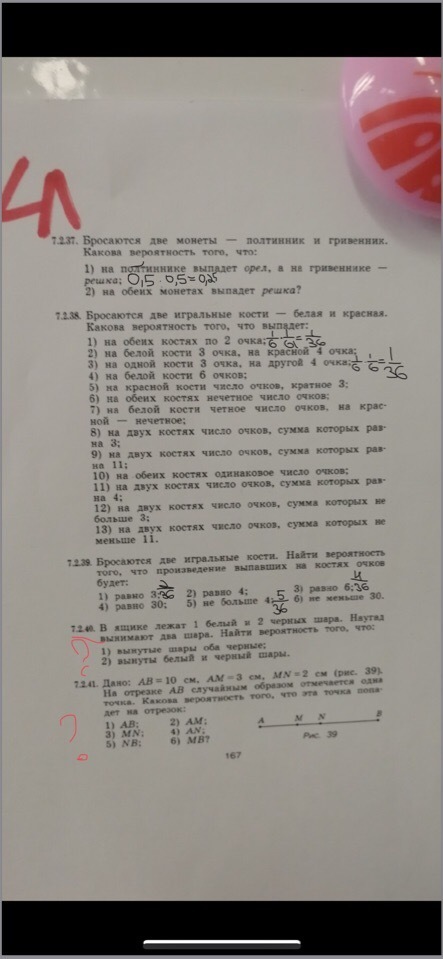 7.2.37. Бросаются две монеты — полтинник и гривенник.
Какова вероятность того, что:
1) на полтиннике выпадет орел, а на гривеннике —
решка; 0,5 · 0,5 = 0,25
2) на обеих монетах выпадет решка?
7.2.38. Бросаются две игральные кости — белая и красная.
Какова вероятность того, что выпадет:
1) на обеих костях по 2 очка; 1/6 · 1/6 = 1/36
2) на белой кости 3 очка, на красной 4 очка;
3) на одной кости 3 очка, на другой 4 очка; 1/6 · 1/6 = 1/36
4) на белой кости 6 очков;
5) на красной кости число очков, кратное 3;
6) на обеих костях нечетное число очков;
7) на белой кости четное число очков, на крас-
ной — нечетное;
8) на двух костях число очков, сумма которых рав-
на 3;
9) на двух костях число очков, сумма которых рав-
на 11;
10) на обеих костях одинаковое число очков;
11) на двух костях число очков, сумма которых рав-
на 4;
12) на двух костях число очков, сумма которых не
больше 3;
13) на двух костях число очков, сумма которых не
меньше 11.
7.2.39. Бросаются две игральные кости. Найти вероятность
того, что произведение выпавших на костях очков
будет:
1) равно 3; 2/36 2) равно 4; 3) равно 6; 4/36
4) равно 30; 5) не больше 4; 5/36 6) не меньше 30.
7.2.40. В ящике лежат 1 белый и 2 черных шара. Наугад
вынимают два шара. Найти вероятность того, что:
?
1) вынутые шары оба черные;
2) вынуты белый и черный шары.
7.2.41. Дано: AB = 10 см, AM = 3 см, MN = 2 см (рис. 39).
На отрезке AB случайным образом отмечается одна
точка. Какова вероятность того, что эта точка попа-
дет на отрезок:
?
1) AB; 2) AM;
3) MN; 4) AN;
5) NB; 6) MB?
A M N B
Рис. 39
167